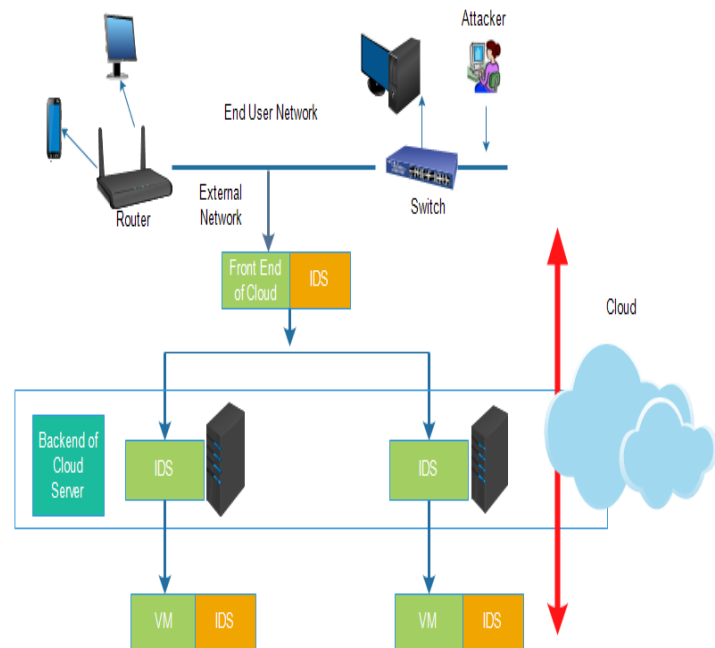 Attacker
End User Network
External
Network
Router
Switch
Front End
of Cloud
IDS
Cloud
Backend of
Cloud
Server
IDS
IDS
VM
IDS
VM
IDS